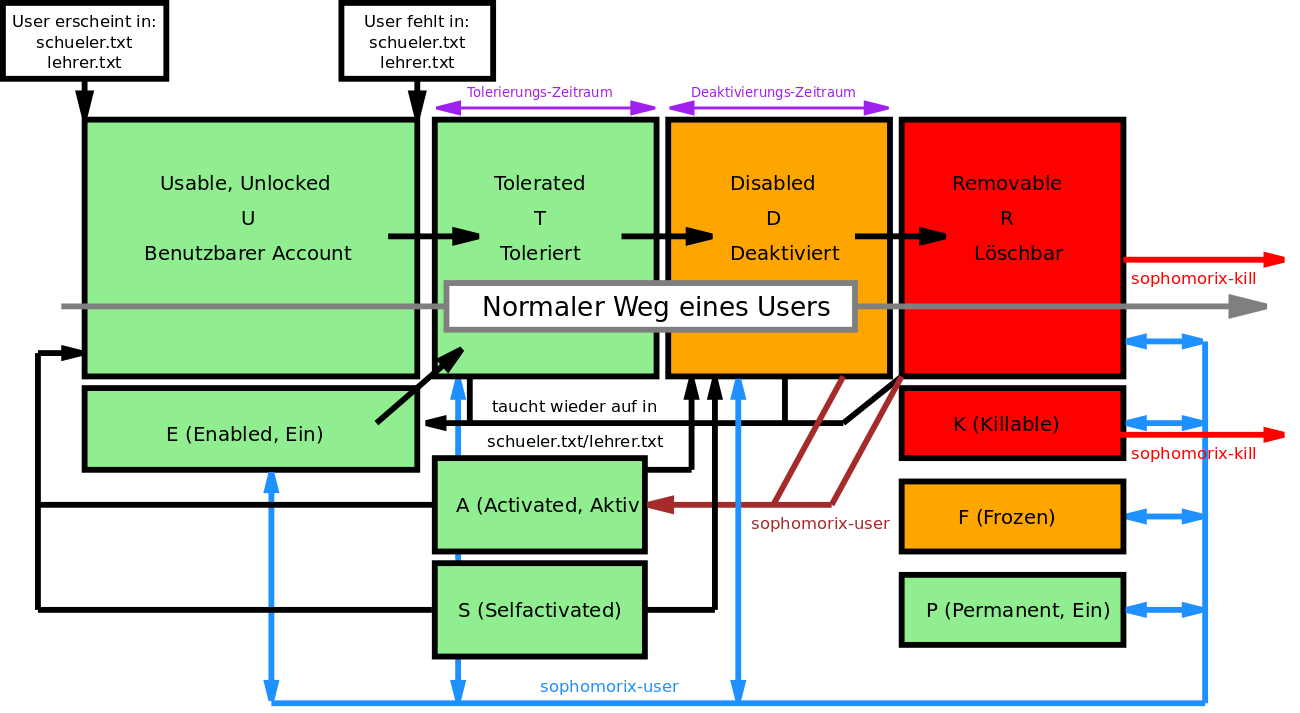 User erscheint in:
schueler.txt
lehrer.txt
User fehlt in:
schueler.txt
lehrer.txt
Tolerierungs-Zeitraum
Deaktivierungs-Zeitraum
Usable, Unlocked
U
Benutzbarer Account
Tolerated
T
Toleriert
Disabled
D
Deaktiviert
Removable
R
Löschbar
sophomorix-kill
Normaler Weg eines Users
E (Enabled, Ein)
taucht wieder auf in
schueler.txt/lehrer.txt
K (Killable)
sophomorix-kill
A (Activated, Aktiv
sophomorix-user
F (Frozen)
S (Selfactivated)
P (Permanent, Ein)
sophomorix-user